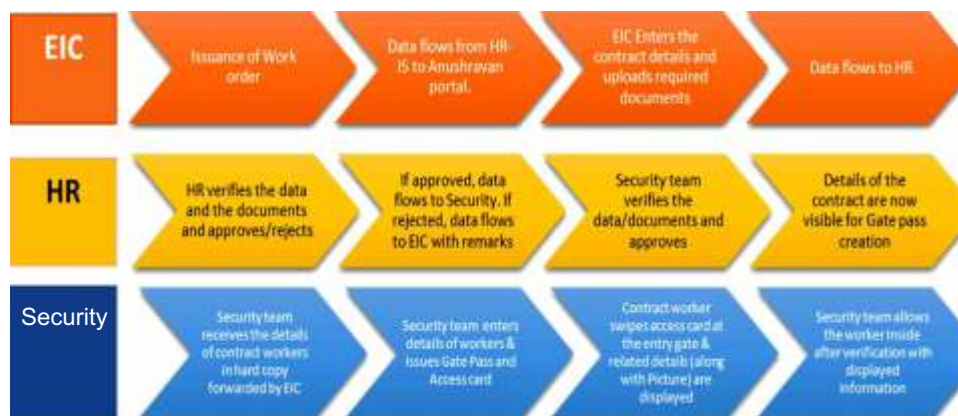 EIC
Issuance of Work
order
Data flows from HR-
IS to Anushravan
portal.
EIC Enters the
contract details and
uploads required
documents
Data flows to HR
HR
HR verifies the data
and the documents
and approves/rejects
If approved, data
flows to Security. If
rejected, data flows
to EIC with remarks
Security team
verifies the
data/documents and
approves
Details of the
contract are now
visible for Gate pass
creation
Security
Security team
receives the details
of contract workers
in hard copy
forwarded by EIC
Security team enters
details of workers &
issues Gate Pass and
Access card
Contract worker
swipes access card at
the entry gate &
related details (along
with Picture) are
displayed
Security team allows
the worker inside
after verification with
displayed
information